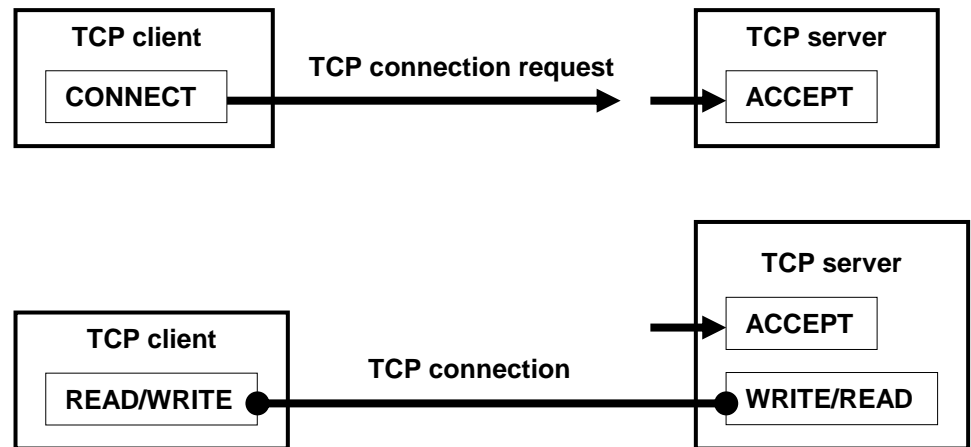 TCP client
TCP server
TCP connection request
CONNECT
ACCEPT
TCP server
ACCEPT
TCP client
TCP connection
READ/WRITE
WRITE/READ